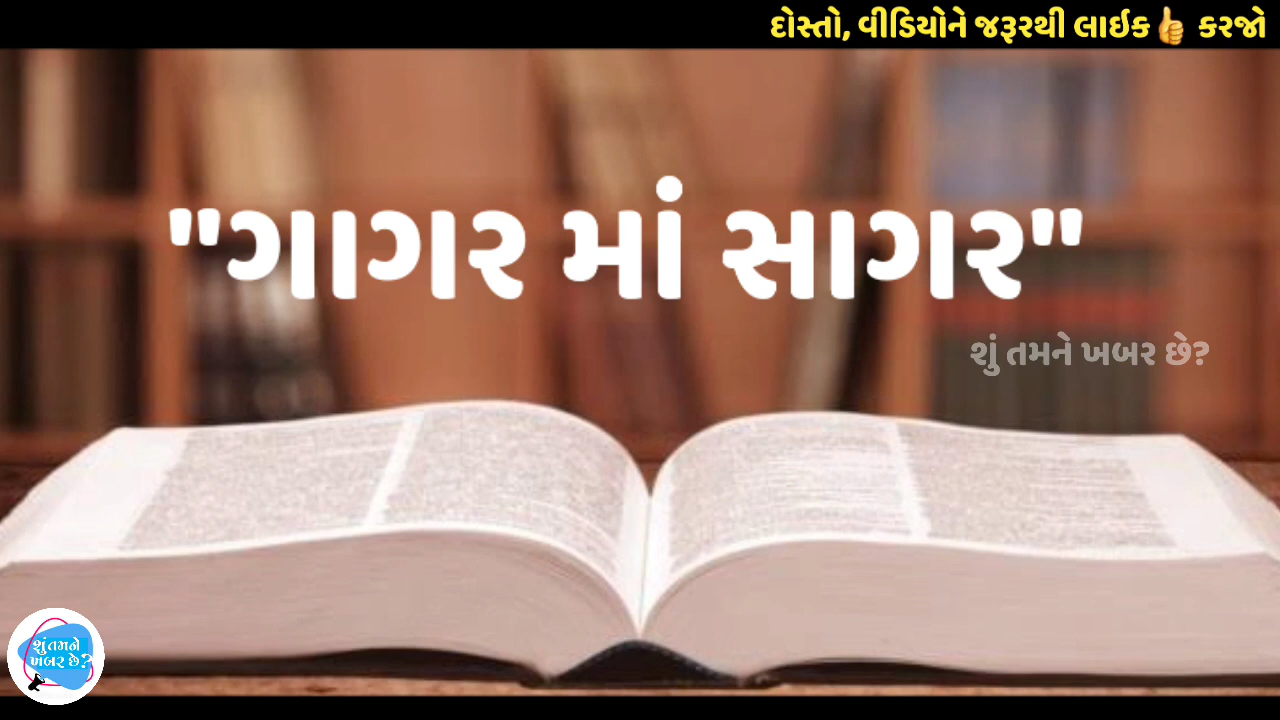 દોસ્તો, વીડિયોને જરૂરથી લાઈક👍 કરજો
"ગાગર માં સાગર"
શું તમને ખબર છે?
શું તમને
ખબર છે?